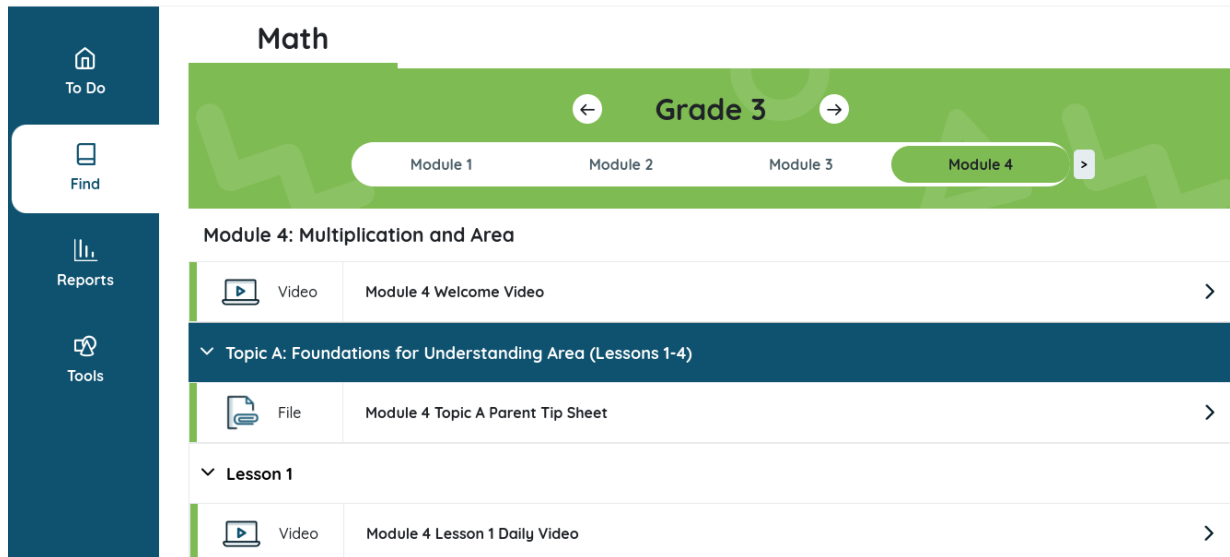 Math
To Do
Find
Reports
Tools
Grade 3
Module 1 Module 2 Module 3 Module 4 >
Module 4: Multiplication and Area
Video Module 4 Welcome Video
Topic A: Foundations for Understanding Area (Lessons 1-4)
File Module 4 Topic A Parent Tip Sheet
Lesson 1
Video Module 4 Lesson 1 Daily Video